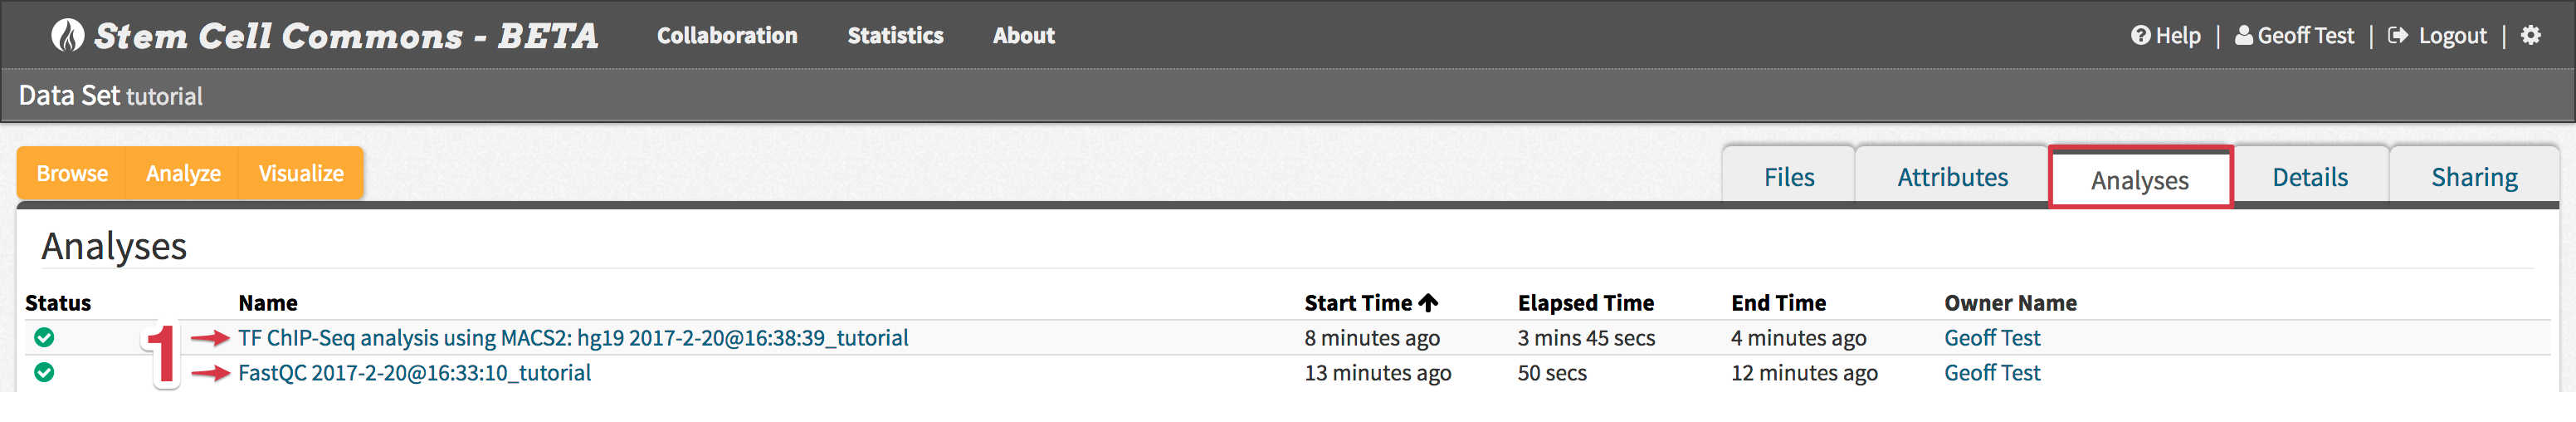 Stem Cell Commons - BETA Collaboration Statistics About Help | Geoff Test | Logout |
Data Set tutorial
Browse Analyze Visualize Files Attributes Analyses Details Sharing
Analyses
Status Name Start Time Elapsed Time End Time Owner Name
TF ChIP-Seq analysis using MACS2: hg19 2017-2-20@16:38:39_tutorial 8 minutes ago 3 mins 45 secs 4 minutes ago Geoff Test
1
FastQC 2017-2-20@16:33:10_tutorial 13 minutes ago 50 secs 12 minutes ago Geoff Test